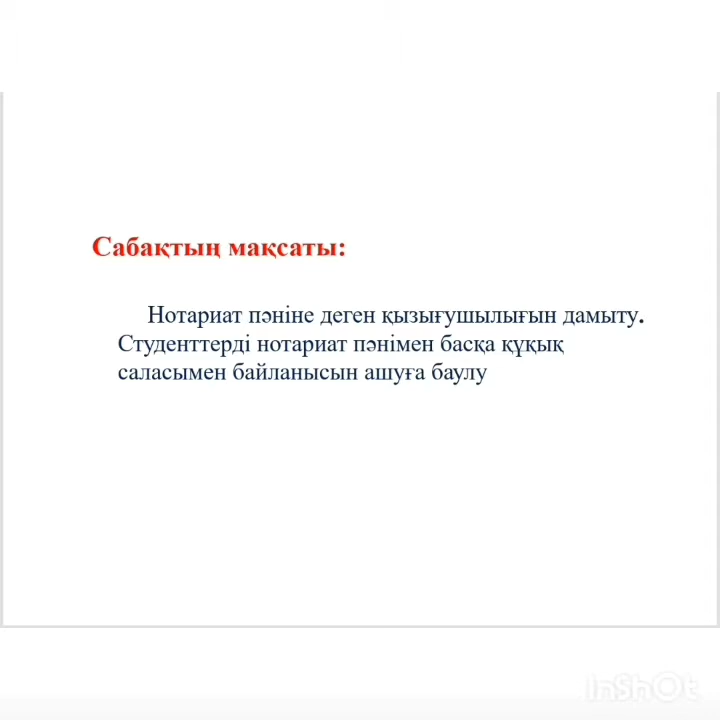 Сабақтың мақсаты:
Нотариат пәніне деген қызығушылығын дамыту.
Студенттерді нотариат пәнімен басқа құқық
саласымен байланысын ашуға баулу
InShOt